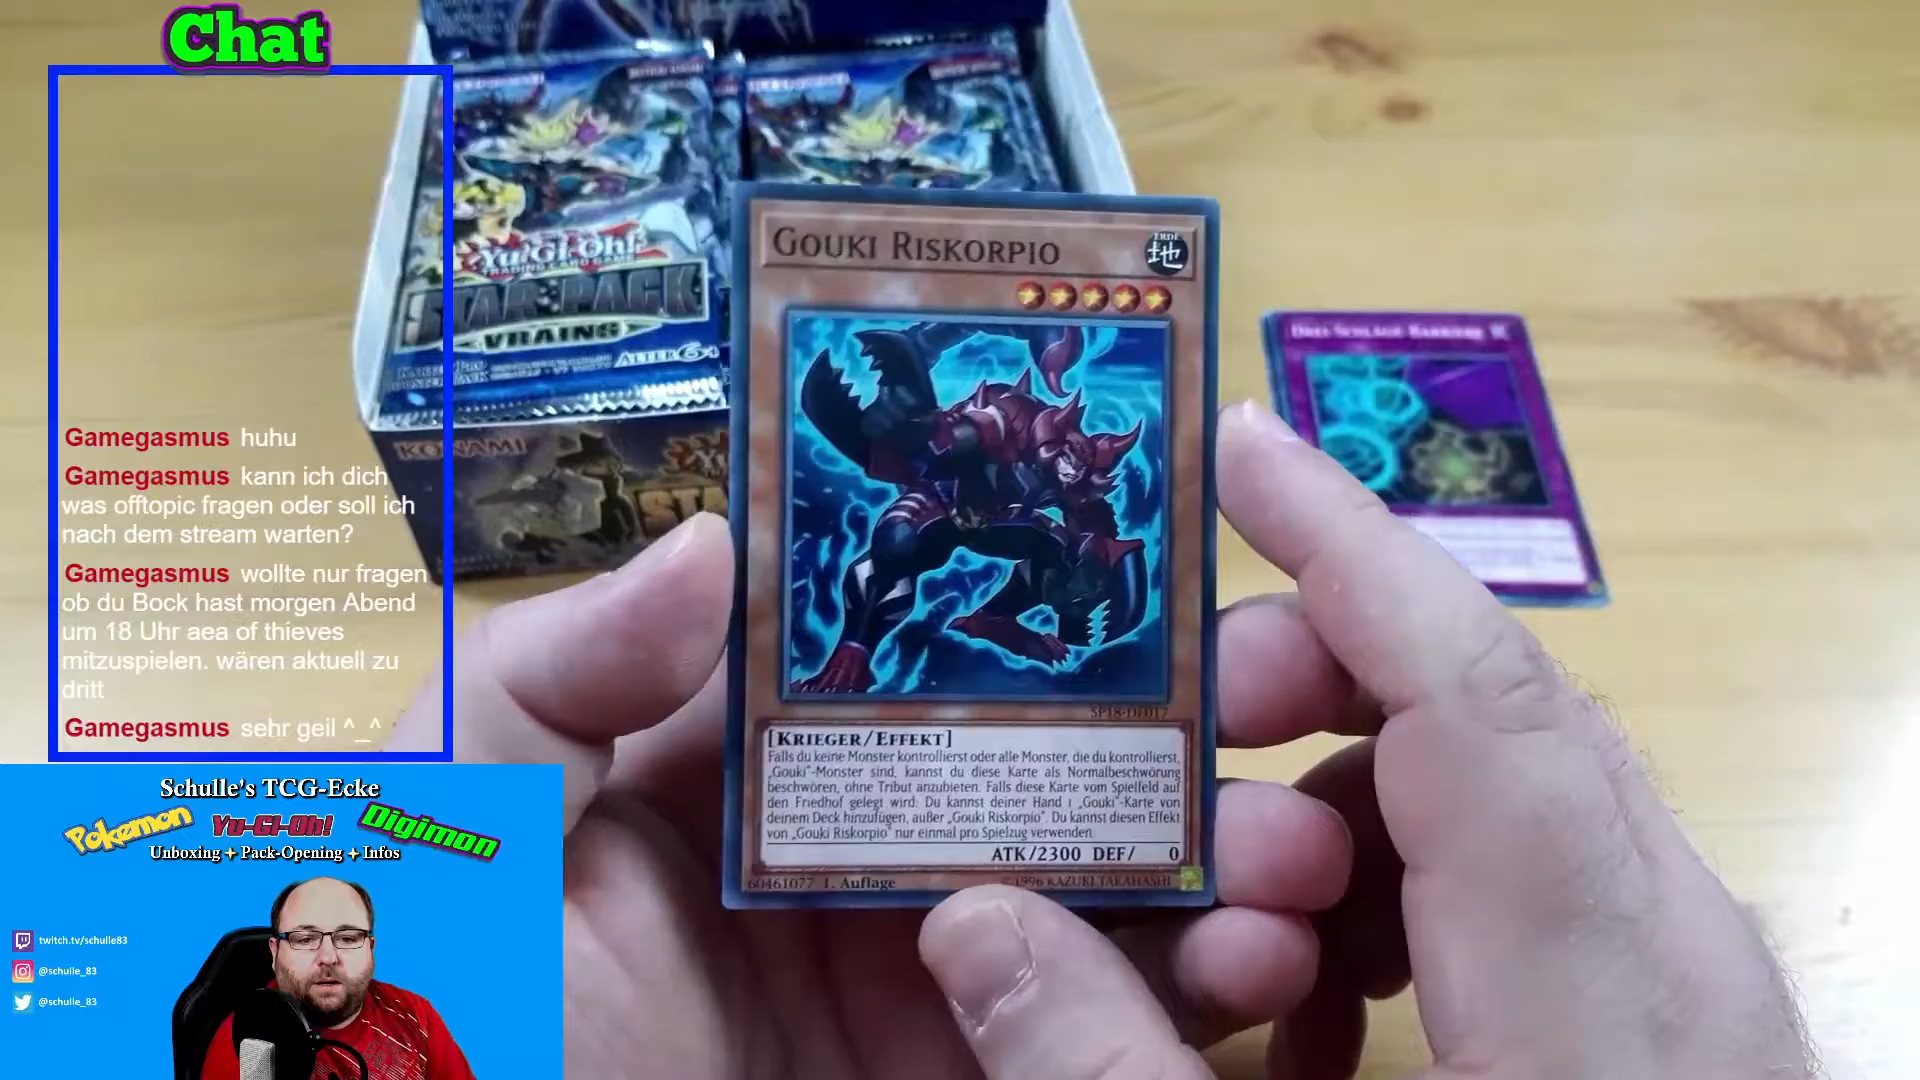 Chat
Gamegasmus huhu
Gamegasmus kann ich dich
was offtopic fragen oder soll ich
nach dem stream warten?
Gamegasmus wollte nur fragen
ob du Bock hast morgen Abend
um 18 Uhr aea of thieves
mitzuspielen. wären aktuell zu
dritt
Gamegasmus sehr geil ^_^
Yu-Gi-Oh!
TRADING CARD GAME
STAR PACK
VRAINS
KONAMI
GOUKI RISKORPIO
ERDE
地
SP18-DE017
[KRIEGER/EFFEKT]
Falls du keine Monster kontrollierst oder alle Monster, die du kontrollierst,
„Gouki"-Monster sind, kannst du diese Karte als Normalbeschwörung
beschwören, ohne Tribut anzubieten. Falls diese Karte vom Spielfeld auf
den Friedhof gelegt wird: Du kannst deiner Hand 1 „Gouki"-Karte von
deinem Deck hinzufügen, außer „Gouki Riskorpio". Du kannst diesen Effekt
von „Gouki Riskorpio" nur einmal pro Spielzug verwenden.
ATK/2300 DEF/ 0
60461077 1. Auflage
©1996 KAZUKI TAKAHASHI
Schulle's TCG-Ecke
Pokemon Yu-Gi-Oh! Digimon
Unboxing ✦ Pack-Opening ✦ Infos
twitch.tv/schulle83
@schulle_83
@schulle_83